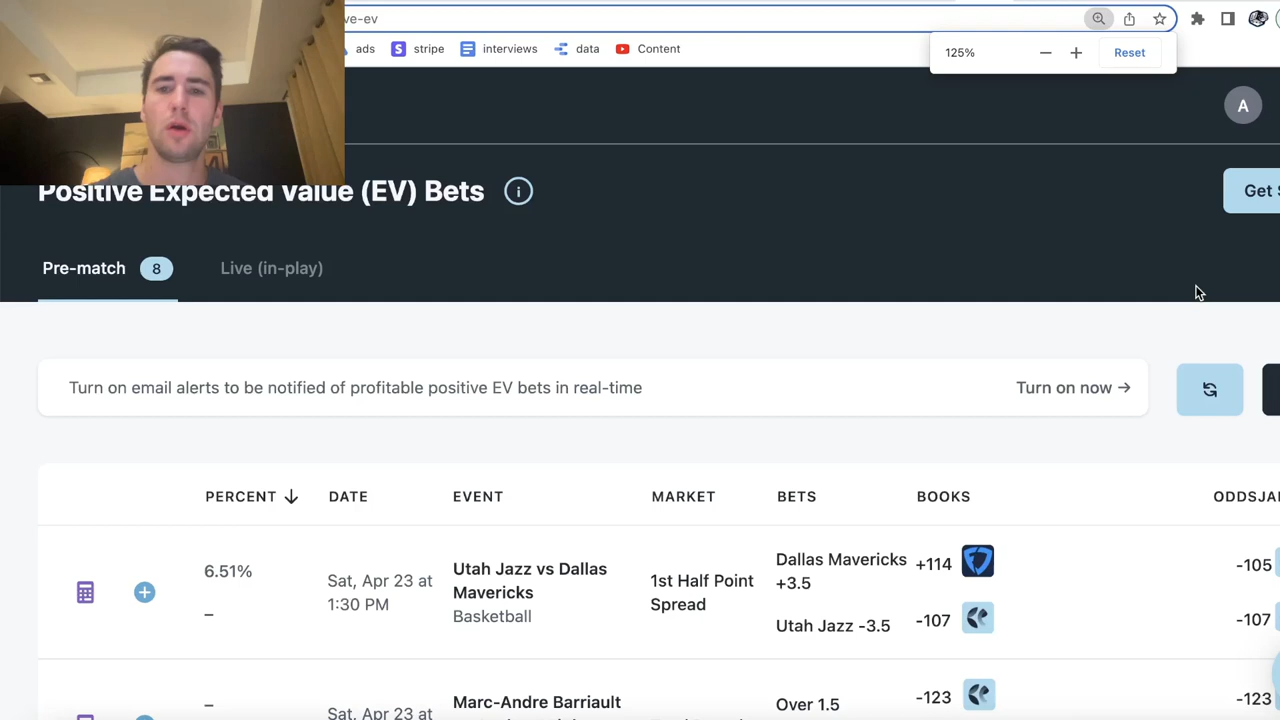 ve-ev
ads stripe interviews data Content
125% Reset
A
Positive Expected Value (EV) Bets
Get
Pre-match 8 Live (in-play)
Turn on email alerts to be notified of profitable positive EV bets in real-time Turn on now →
PERCENT ↓ DATE EVENT MARKET BETS BOOKS ODDSJA
6.51%
–
Sat, Apr 23 at
1:30 PM
Utah Jazz vs Dallas
Mavericks
Basketball
1st Half Point
Spread
Dallas Mavericks
+3.5
+114
-105
Utah Jazz -3.5
-107
-107
–
Sat, Apr 23 at
Marc-Andre Barriault
Over 1.5
-123
-123